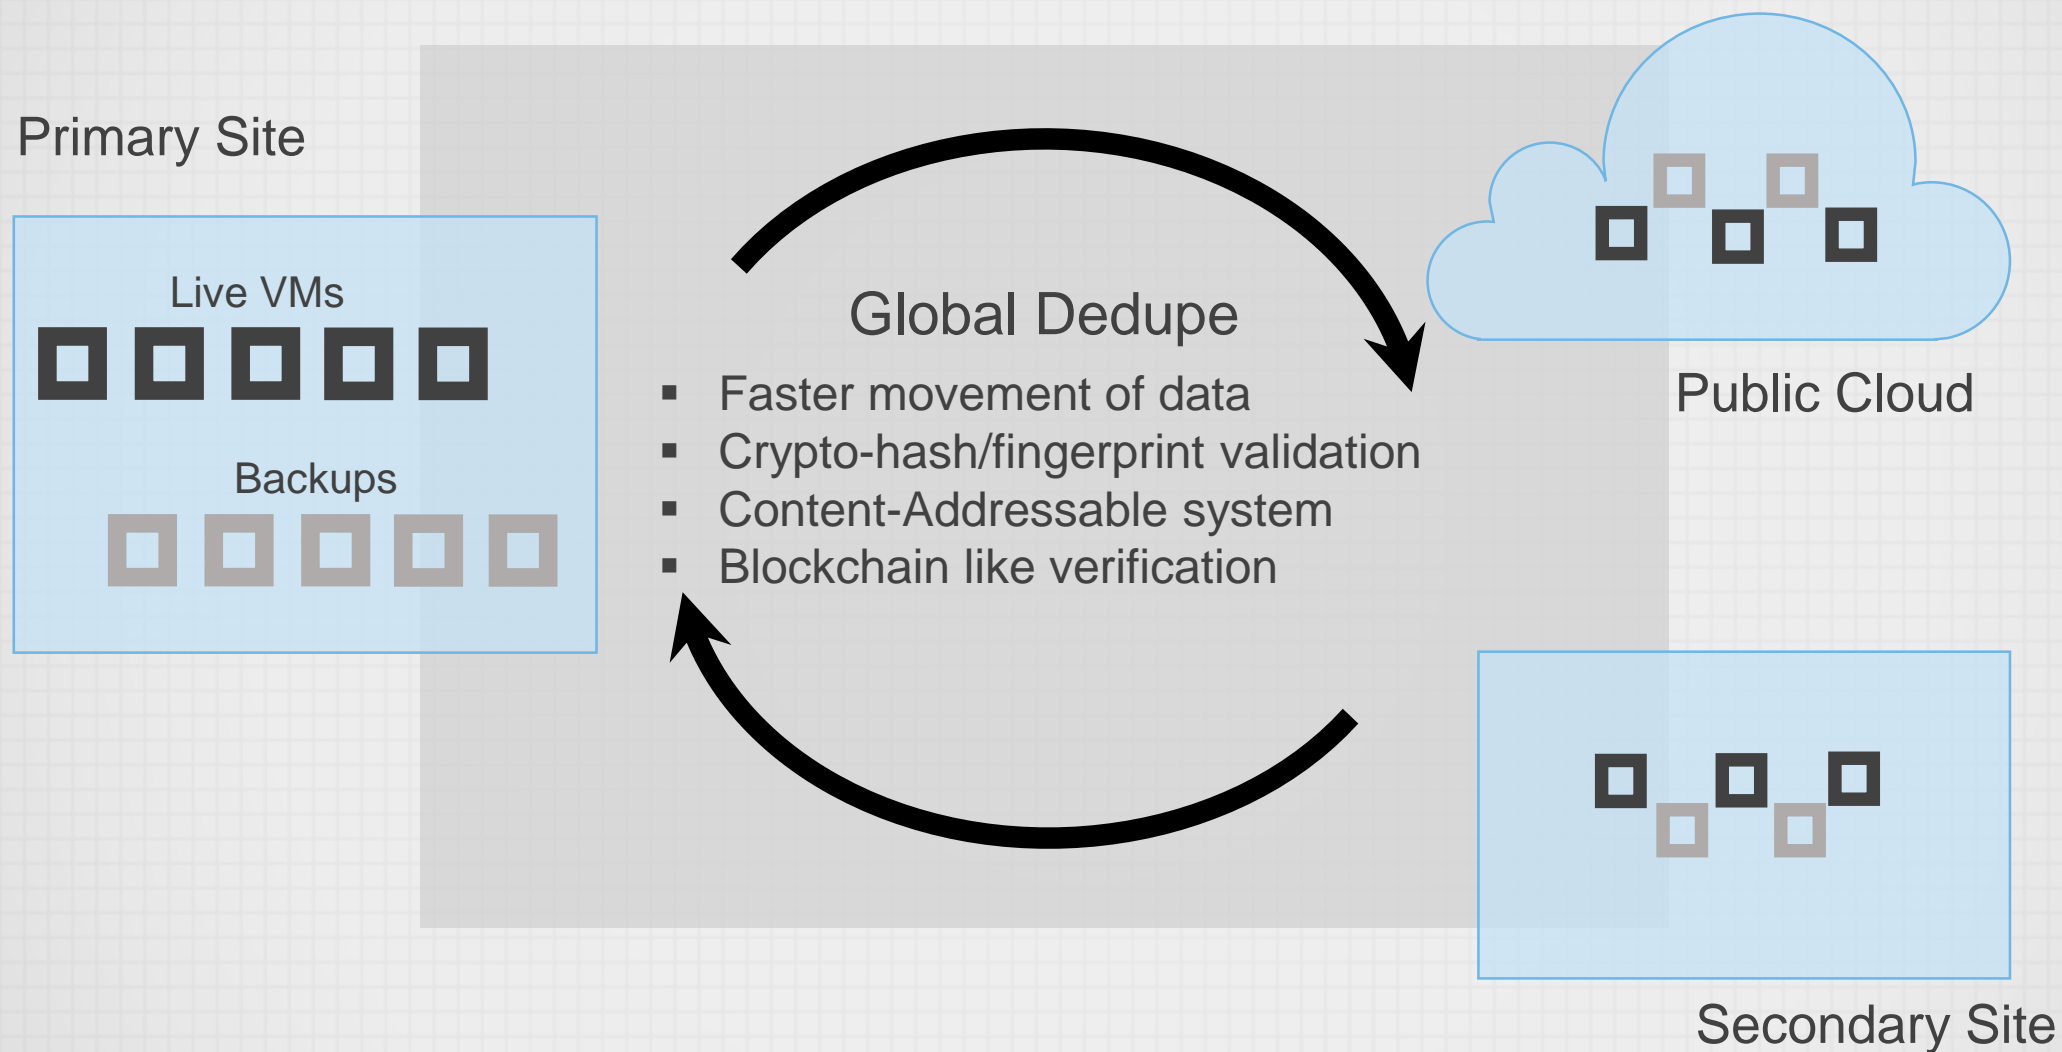 Primary Site
Live VMs
Backups
Global Dedupe
▪ Faster movement of data
▪ Crypto-hash/fingerprint validation
▪ Content-Addressable system
▪ Blockchain like verification
Public Cloud
Secondary Site